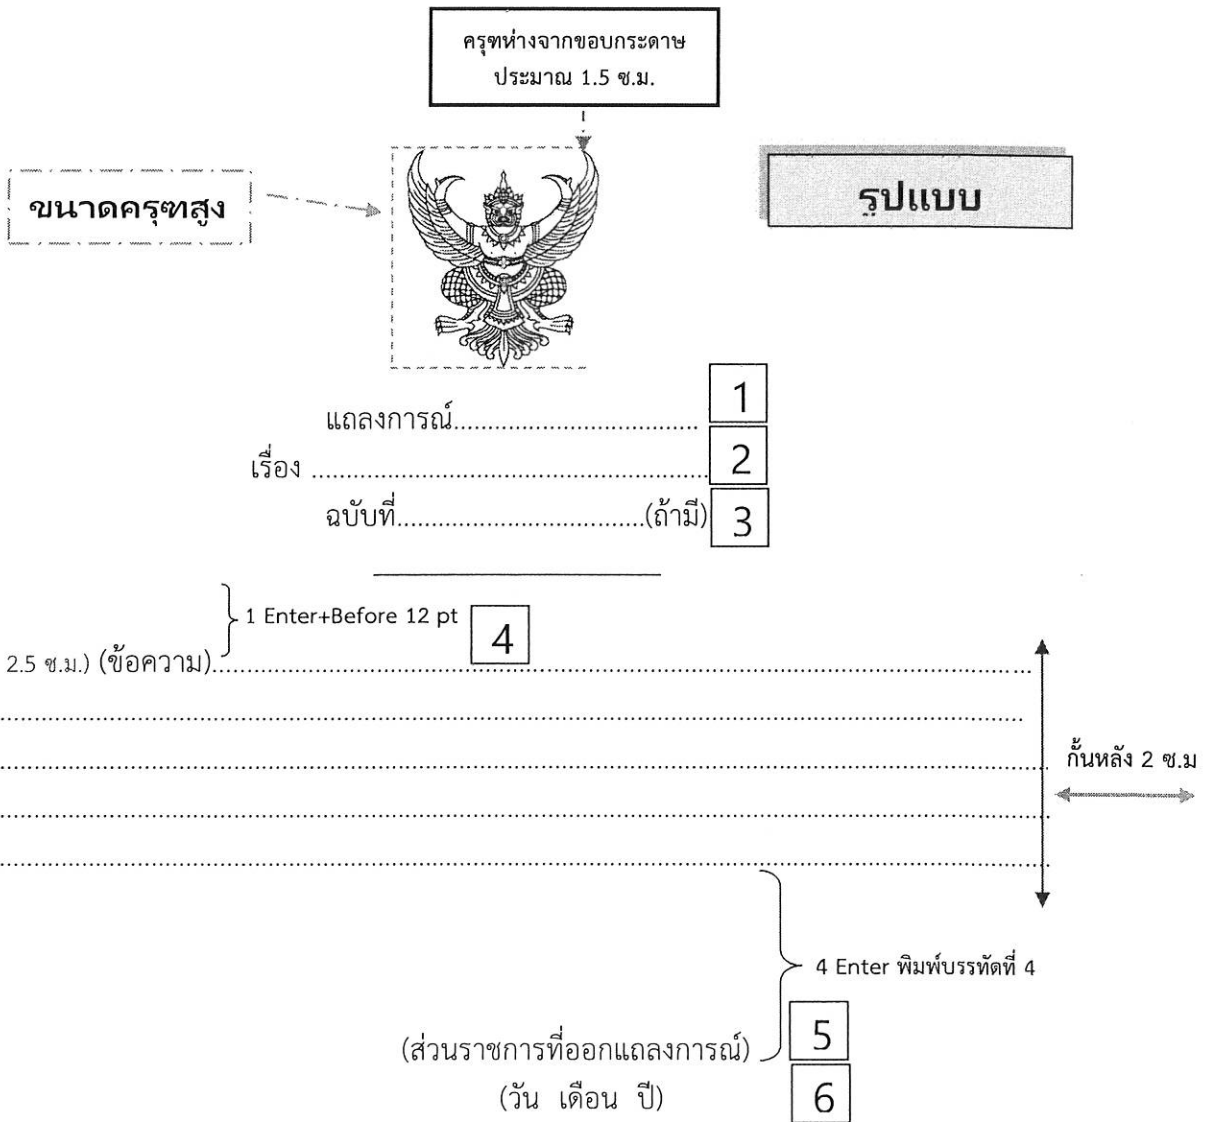 ครุฑห่างจากขอบกระดาษ
ประมาณ 1.5 ซ.ม.
ขนาดครุฑสูง
รูปแบบ
แถลงการณ์.................................... 1
เรื่อง ........................................................... 2
ฉบับที่.....................................(ถ้ามี) 3
1 Enter+Before 12 pt 4
2.5 ซ.ม.) (ข้อความ)..........................................................................................................................
..........................................................................................................................................................
..........................................................................................................................................................
กั้นหลัง 2 ซ.ม
..........................................................................................................................................................
..........................................................................................................................................................
4 Enter พิมพ์บรรทัดที่ 4
(ส่วนราชการที่ออกแถลงการณ์) 5
(วัน เดือน ปี) 6